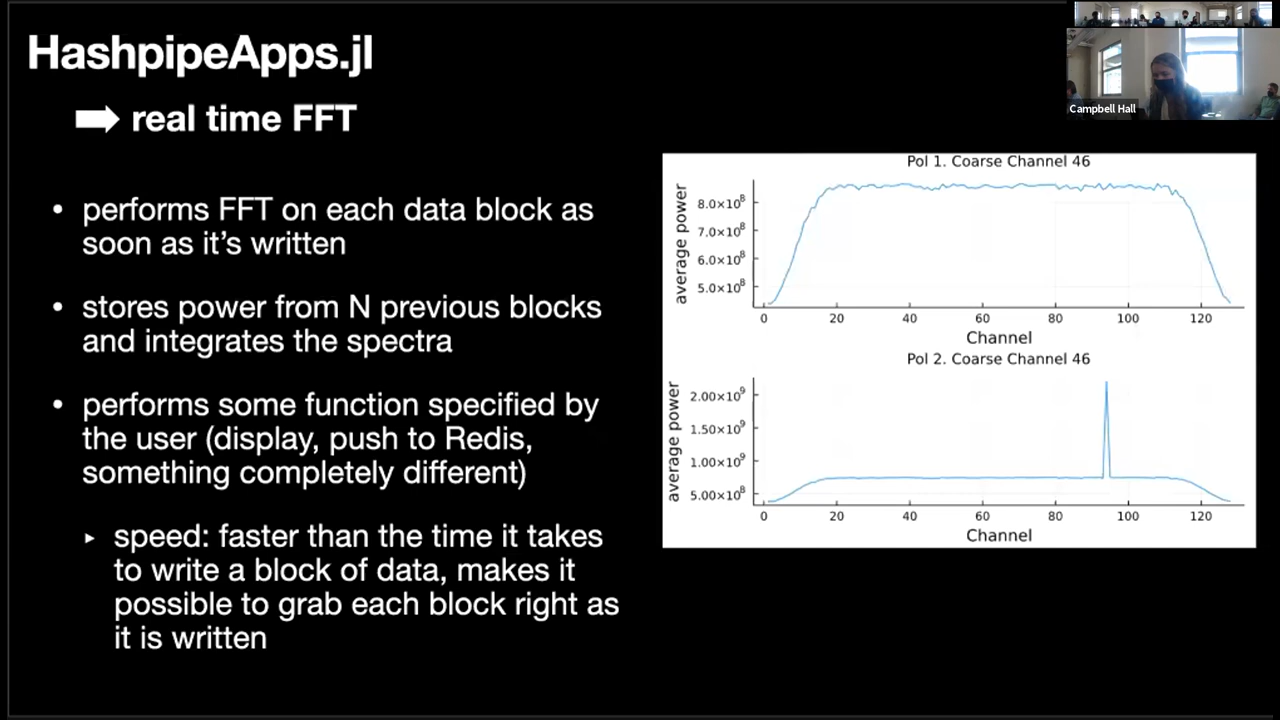 HashpipeApps.jl
➡ real time FFT
• performs FFT on each data block as
soon as it's written
• stores power from N previous blocks
and integrates the spectra
• performs some function specified by
the user (display, push to Redis,
something completely different)
▸ speed: faster than the time it takes
to write a block of data, makes it
possible to grab each block right as
it is written
Campbell Hall
Pol 1. Coarse Channel 46
average power
8.0×10⁸
7.0×10⁸
6.0×10⁸
5.0×10⁸
0 20 40 60 80 100 120
Channel
Pol 2. Coarse Channel 46
average power
2.00×10⁹
1.50×10⁹
1.00×10⁹
5.00×10⁸
0 20 40 60 80 100 120
Channel